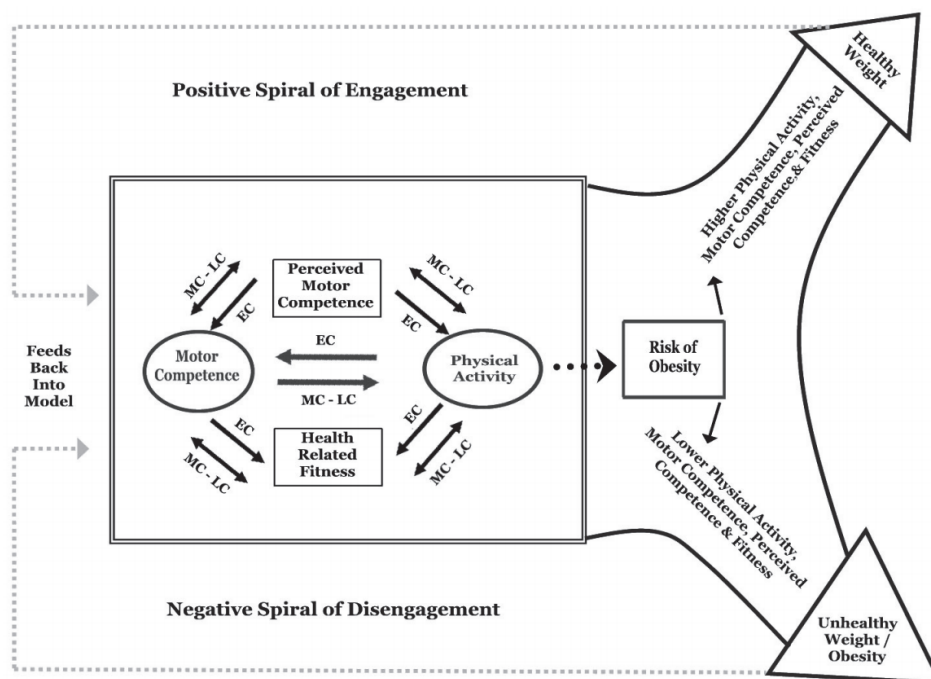 Positive Spiral of Engagement
Healthy
Weight
Higher Physical Activity,
Motor Competence, Perceived
Competence,& Fitness
MC - LC
EC
Perceived
Motor
Competence
MC - LC
EC
EC
Motor
Competence
Physical
Activity
MC - LC
Risk of
Obesity
Feeds
Back
Into
Model
EC
MC - LC
Health
Related
Fitness
EC
MC - LC
Lower Physical Activity,
Motor Competence, Perceived
Competence & Fitness
Negative Spiral of Disengagement
Unhealthy
Weight /
Obesity